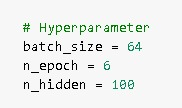 # Hyperparameter
batch_size = 64
n_epoch = 6
n_hidden = 100